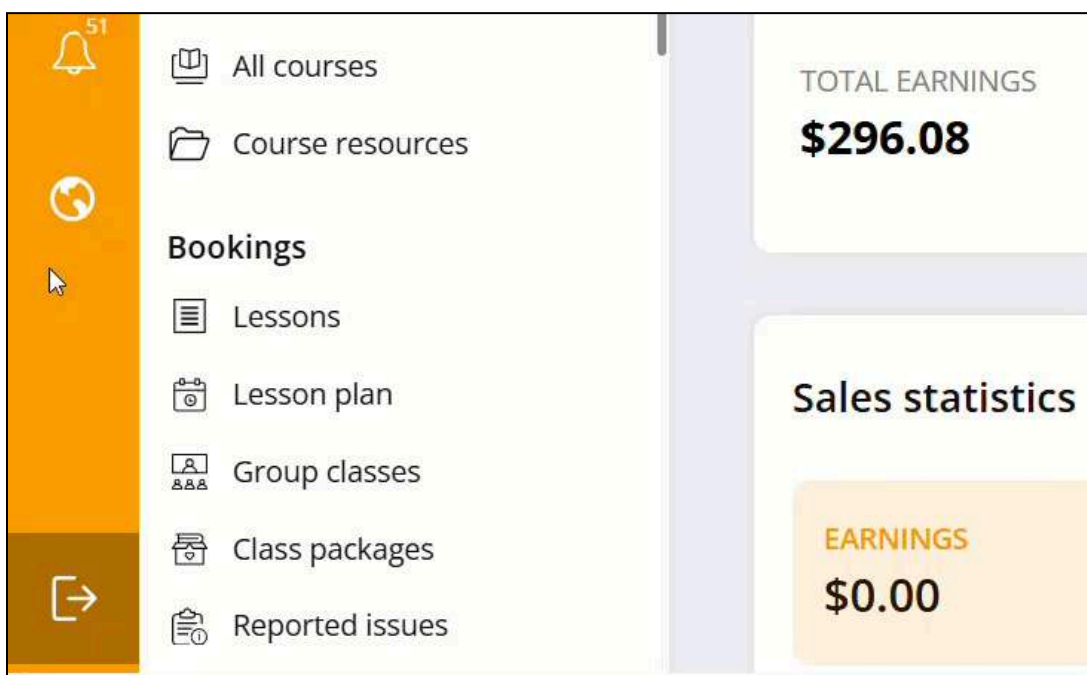 51
All courses
Course resources
Bookings
Lessons
Lesson plan
Group classes
Class packages
Reported issues
TOTAL EARNINGS
$296.08
Sales statistics
EARNINGS
$0.00